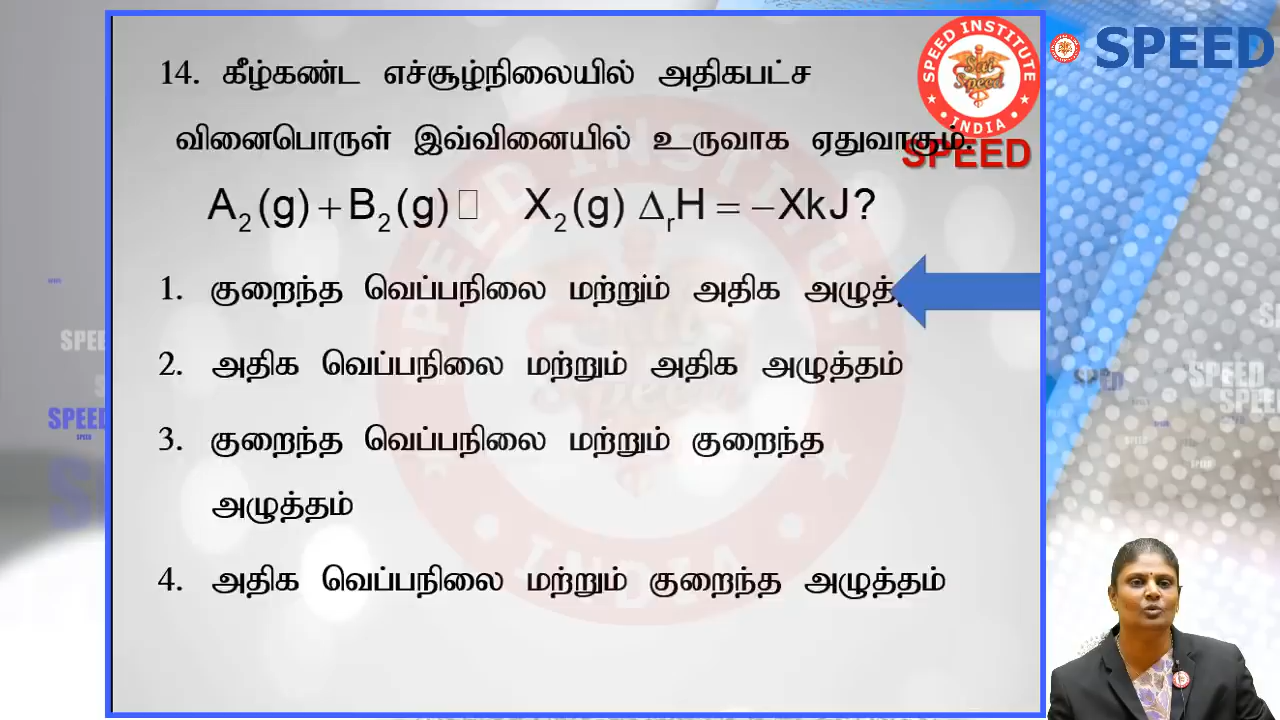 SPEED
SPEED INSTITUTE
INDIA
Sai
Speed
SPEED
14. கீழ்கண்ட எச்சூழ்நிலையில் அதிகபட்ச
வினைபொருள் இவ்வினையில் உருவாக ஏதுவாகும்.
A₂(g)+B₂(g)□ X₂(g) ΔᵣH = −XkJ?
1. குறைந்த வெப்பநிலை மற்றும் அதிக
2. அதிக வெப்பநிலை மற்றும் அதிக அழுத்தம்
3. குறைந்த வெப்பநிலை மற்றும் குறைந்த
அழுத்தம்
4. அதிக வெப்பநிலை மற்றும் குறைந்த அழுத்தம்